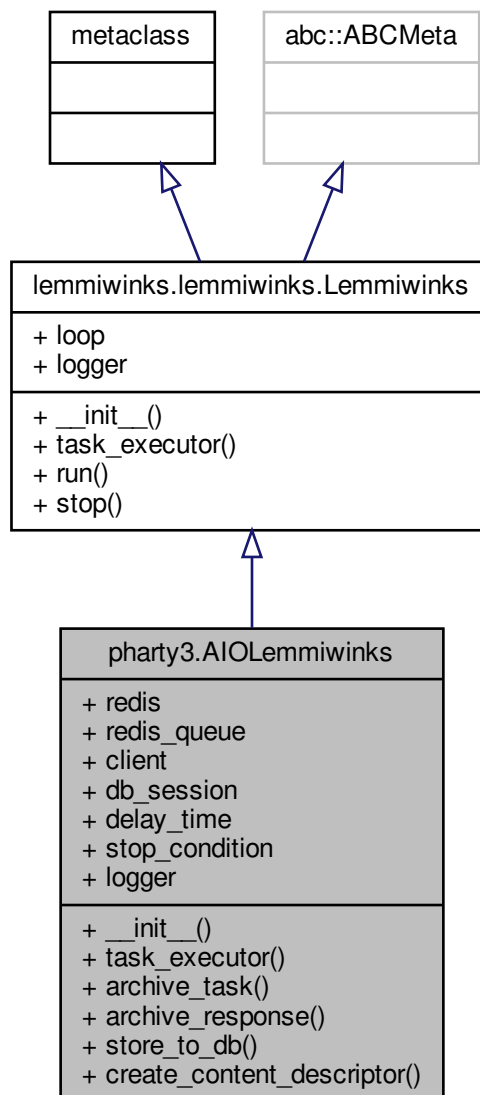 metaclass
abc::ABCMeta
lemmiwinks.lemmiwinks.Lemmiwinks
+ loop
+ logger
+ __init__()
+ task_executor()
+ run()
+ stop()
pharty3.AIOLemmiwinks
+ redis
+ redis_queue
+ client
+ db_session
+ delay_time
+ stop_condition
+ logger
+ __init__()
+ task_executor()
+ archive_task()
+ archive_response()
+ store_to_db()
+ create_content_descriptor()